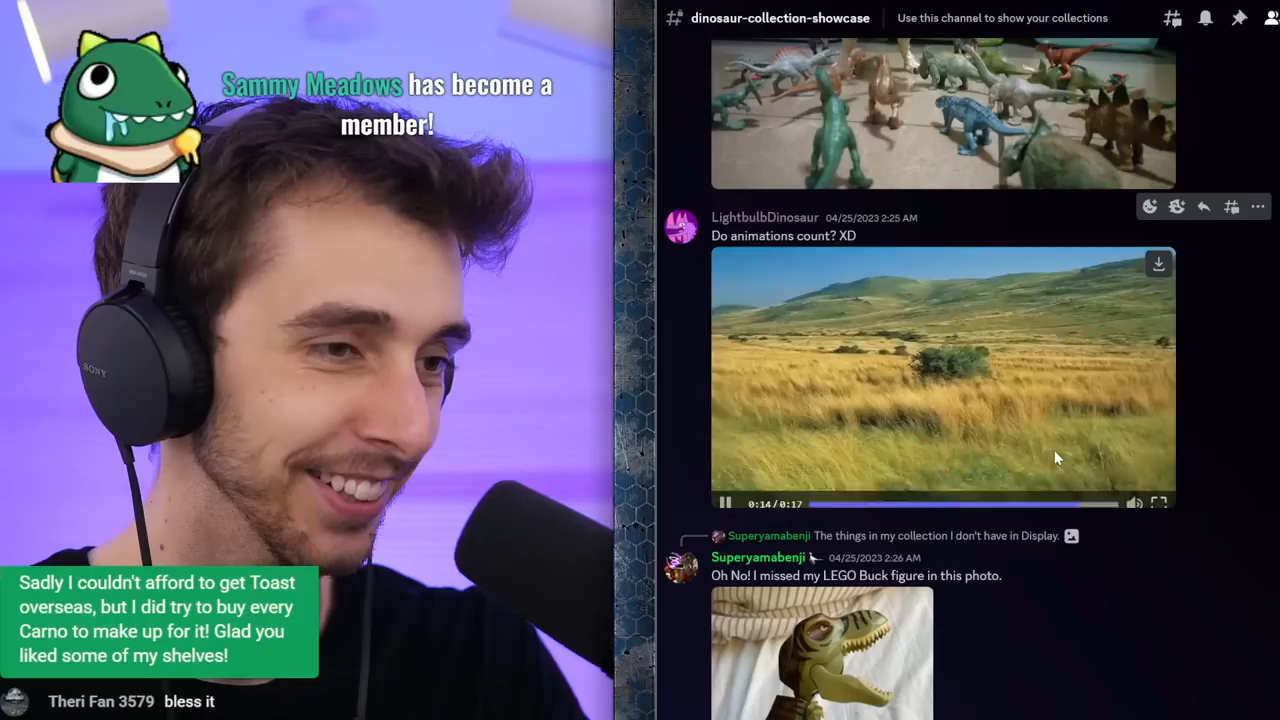 Sammy Meadows has become a
member!
SONY
Sadly I couldn't afford to get Toast
overseas, but I did try to buy every
Carno to make up for it! Glad you
liked some of my shelves!
Theri Fan 3579 bless it
dinosaur-collection-showcase Use this channel to show your collections
LightbulbDinosaur 04/25/2023 2:25 AM
Do animations count? XD
0:14/0:17
Superyamabenji The things in my collection I don't have in Display.
Superyamabenji 04/25/2023 2:26 AM
Oh No! I missed my LEGO Buck figure in this photo.